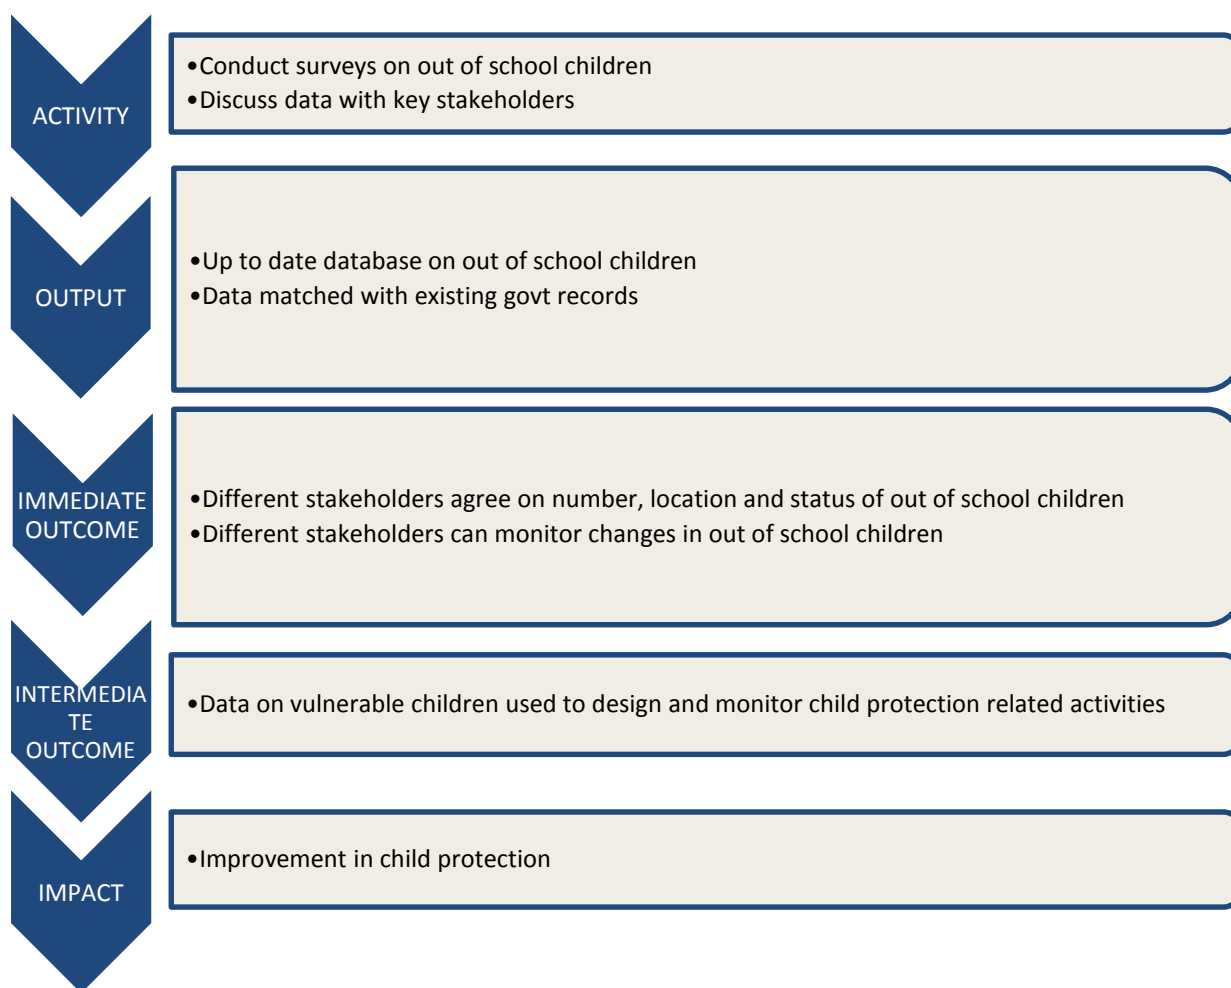 ACTIVITY
•Conduct surveys on out of school children
•Discuss data with key stakeholders
OUTPUT
•Up to date database on out of school children
•Data matched with existing govt records
IMMEDIATE
OUTCOME
•Different stakeholders agree on number, location and status of out of school children
•Different stakeholders can monitor changes in out of school children
INTERMEDIA
TE
OUTCOME
•Data on vulnerable children used to design and monitor child protection related activities
IMPACT
•Improvement in child protection